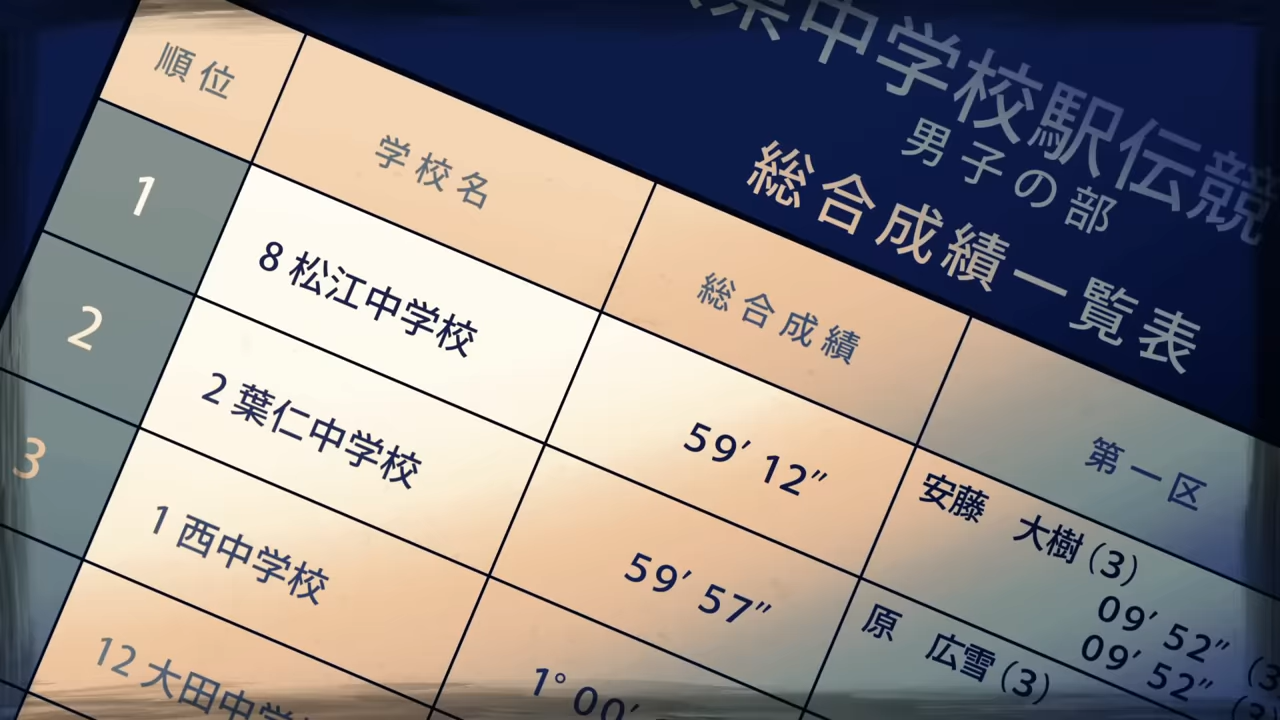 中学校駅伝競
男子の部
総合成績一覧表
順位 学校名 総合成績 第一区
1 8 松江中学校 59′ 12″ 安藤 大樹 (3)
09′ 52″
2 2 葉仁中学校 59′ 57″ 原 広雪 (3)
09′ 52″
3 1 西中学校 1° 00′
12 大田中学